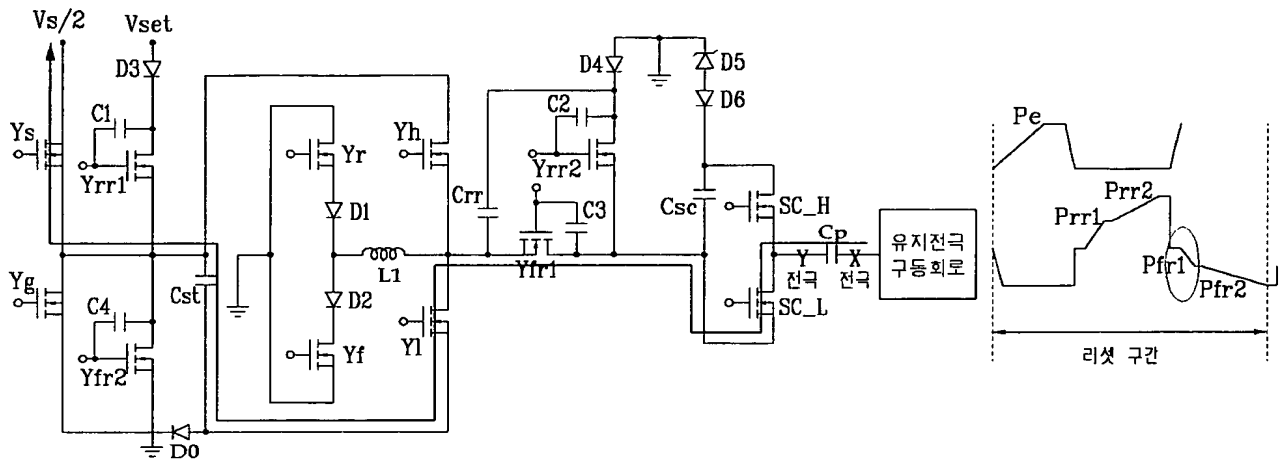 Vs/2
Vset
D3
C1
Ys
Yrr1
Yg
C4
Yfr2
Cst
D0
Yr
D1
L1
D2
Yf
Yh
Yl
Crr
D4
C2
Yrr2
C3
Yfr1
D5
D6
Csc
SC_H
Cp
Y
전극
X
전극
SC_L
유지전극
구동회로
Pe
Prr1
Prr2
Pfr1
Pfr2
리셋 구간